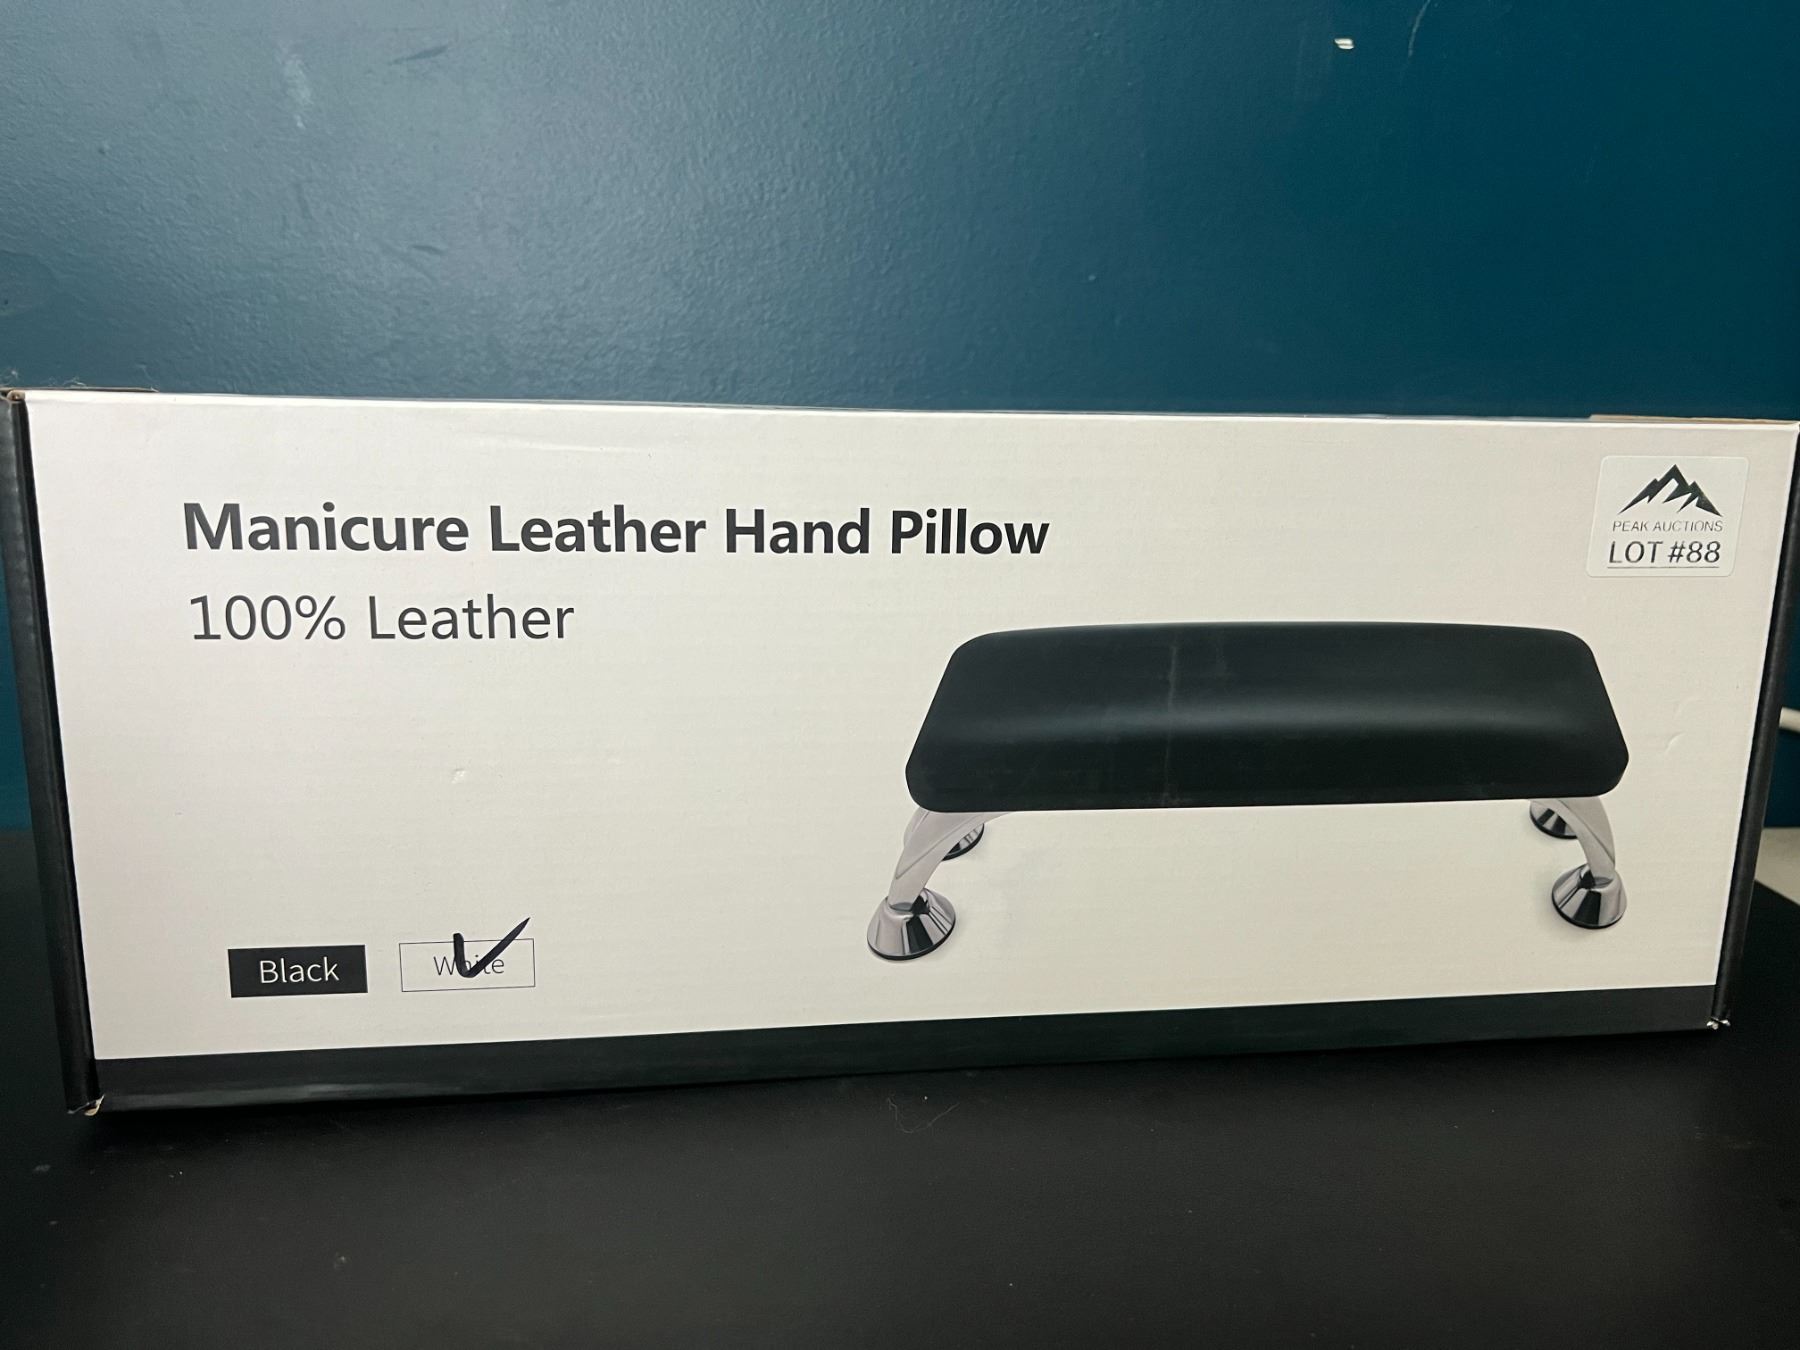 Manicure Leather Hand Pillow
100% Leather
PEAK AUCTIONS
LOT #88
Black
White